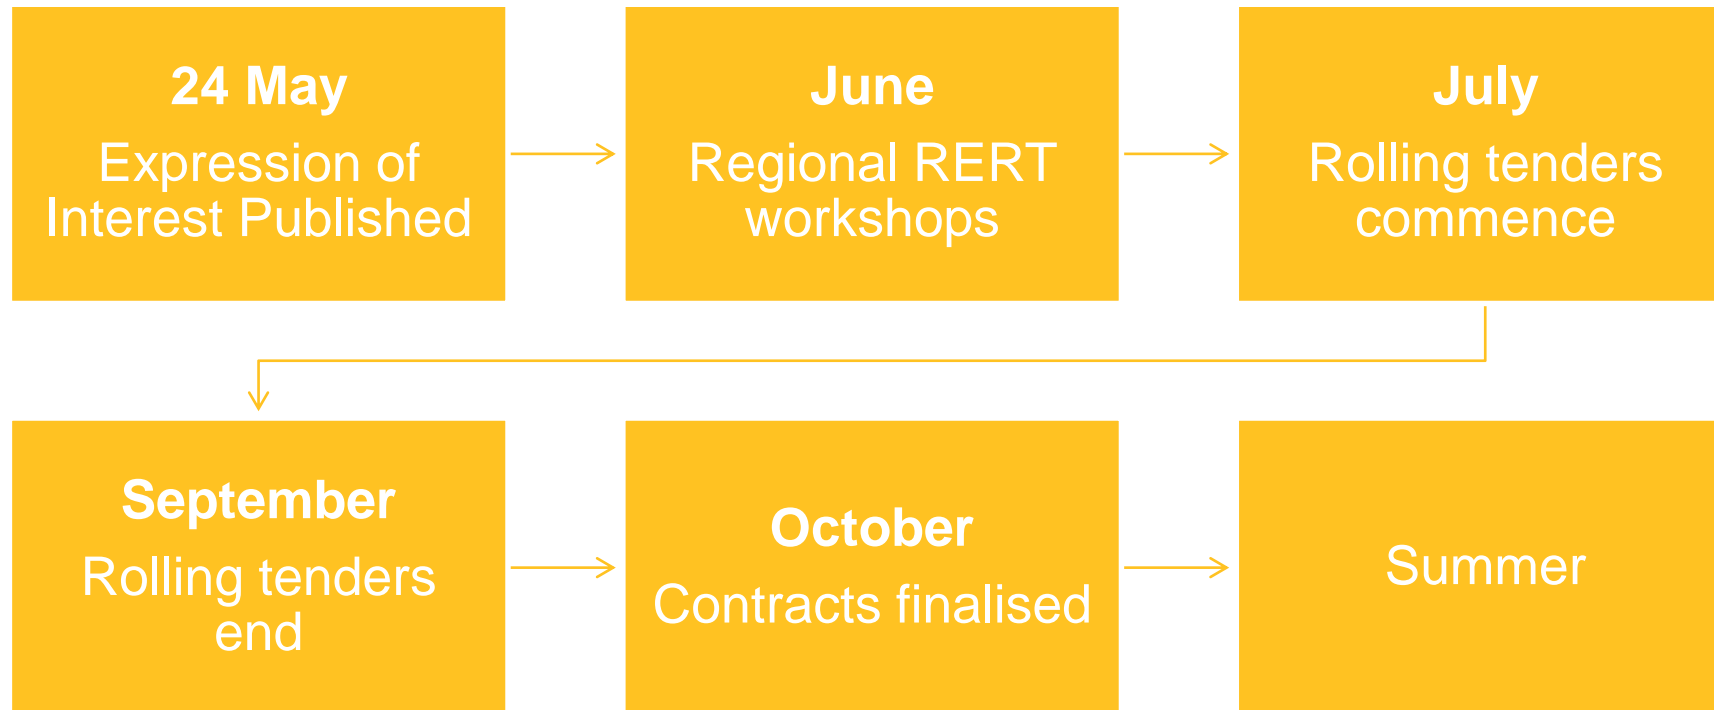 24 May
Expression of
Interest Published
June
Regional RERT
workshops
July
Rolling tenders
commence
September
Rolling tenders
end
October
Contracts finalised
Summer